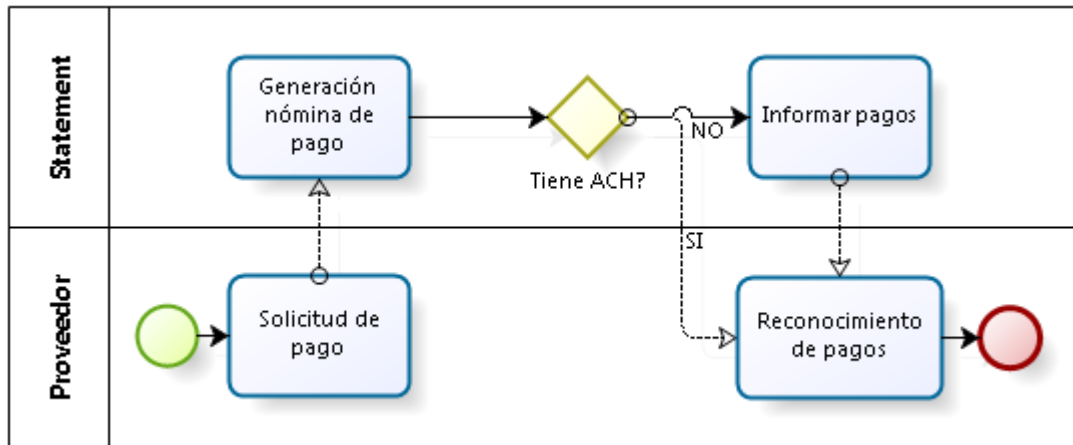 Statement
Generación
nómina de
pago
Tiene ACH?
NO
Informar pagos
SI
Proveedor
Solicitud de
pago
Reconocimiento
de pagos